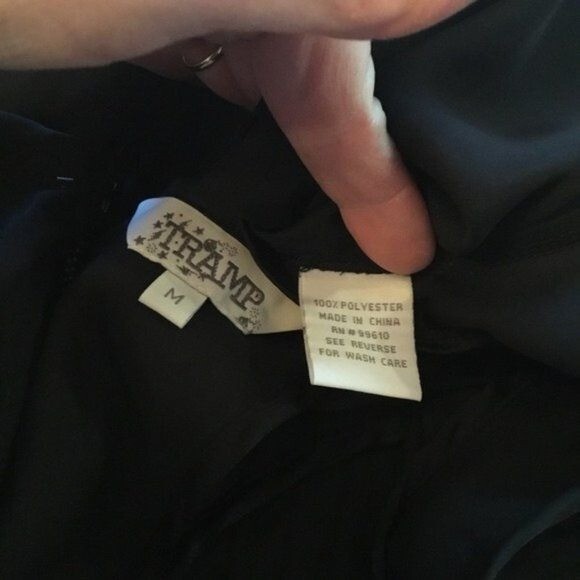 TRAMP
M
100% POLYESTER
MADE IN CHINA
RN # 99610
SEE REVERSE
FOR WASH CARE